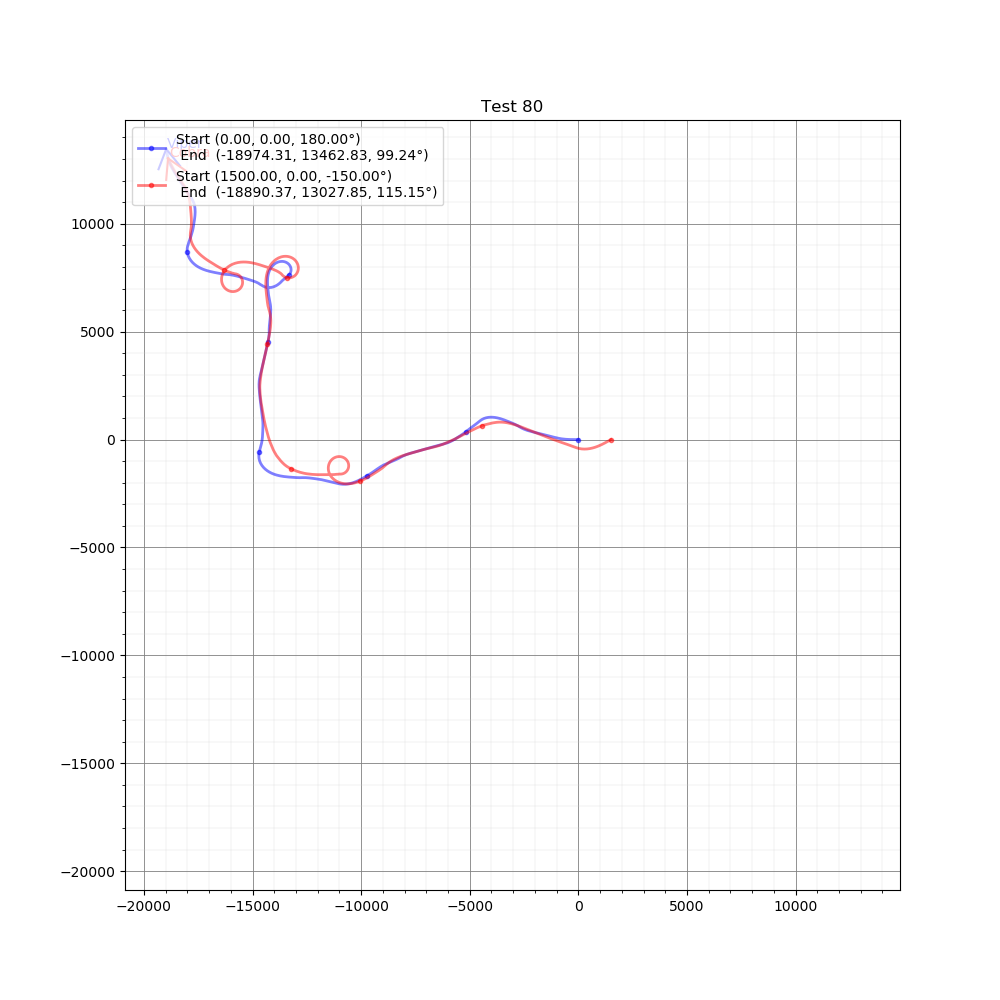 Test 80
Start (0.00, 0.00, 180.00°)
End (-18974.31, 13462.83, 99.24°)
Start (1500.00, 0.00, -150.00°)
End (-18890.37, 13027.85, 115.15°)
10000
5000
0
−5000
−10000
−15000
−20000
−20000 −15000 −10000 −5000 0 5000 10000